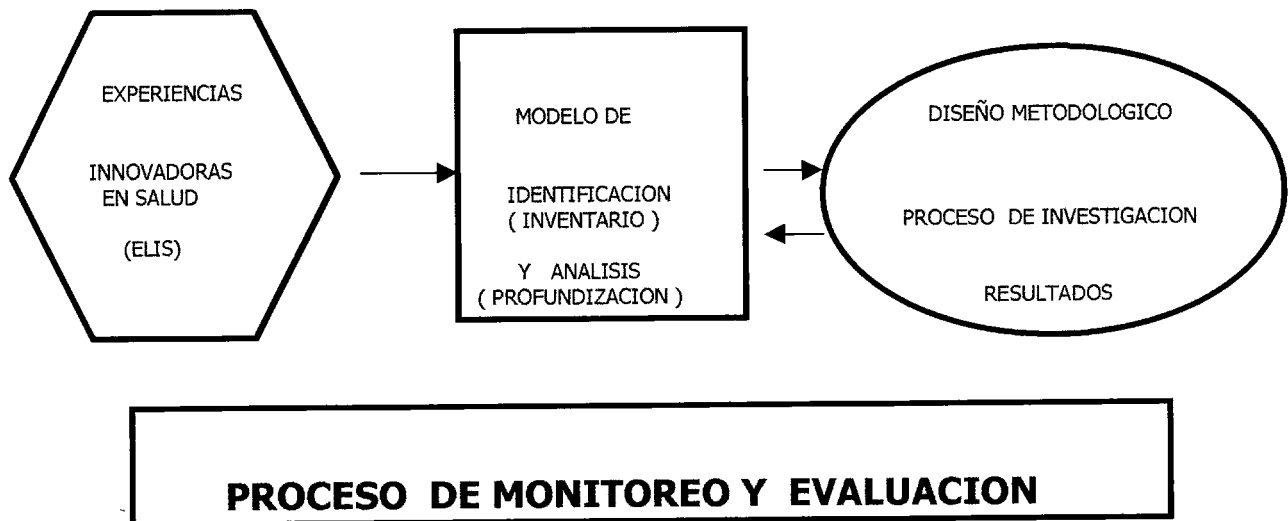 EXPERIENCIAS
INNOVADORAS
EN SALUD
(ELIS)
MODELO DE
IDENTIFICACION
( INVENTARIO )
Y ANALISIS
( PROFUNDIZACION )
DISEÑO METODOLOGICO
PROCESO DE INVESTIGACION
RESULTADOS
PROCESO DE MONITOREO Y EVALUACION